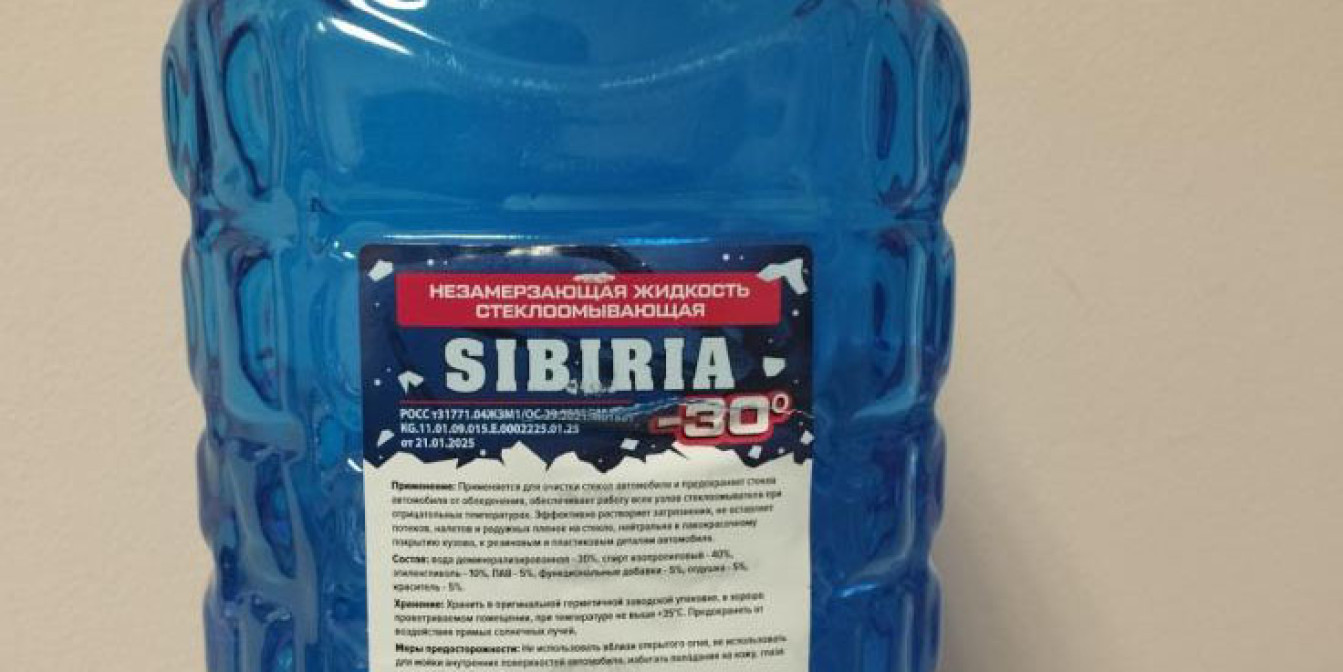 НЕЗАМЕРЗАЮЩАЯ ЖИДКОСТЬ
СТЕКЛООМЫВАЮЩАЯ
SIBIRIA
-30°
РОСС т31771.04ЖЗМ1/ОС
KG.11.01.09.015.E.0002225.01.25
от 21.01.2025
Применение: Применяется для очистки стекол автомобиля и предохраняет стекла
автомобиля от обледенения, обеспечивает работу всех узлов стеклоомывателя при
отрицательных температурах. Эффективно растворяет загрязнения, не оставляет
потеков, налетов и радужных пленок на стекле, нейтральна к лакокрасочному
покрытию кузова, к резиновым и пластиковым деталям автомобиля.
Состав: вода деминерализированная - 30%, спирт изопропиловый - 40%,
этиленгликоль - 10%, ПАВ - 5%, функциональные добавки - 5%, отдушка - 5%,
краситель - 5%.
Хранение: Хранить в оригинальной герметичной заводской упаковке, в хорошо
проветриваемом помещении, при температуре не выше +35°С. Предохранять от
воздействия прямых солнечных лучей.
Меры предосторожности: Не использовать вблизи открытого огня, не использовать
для мойки внутренних поверхностей автомобиля, избегать попадания на кожу, глаза